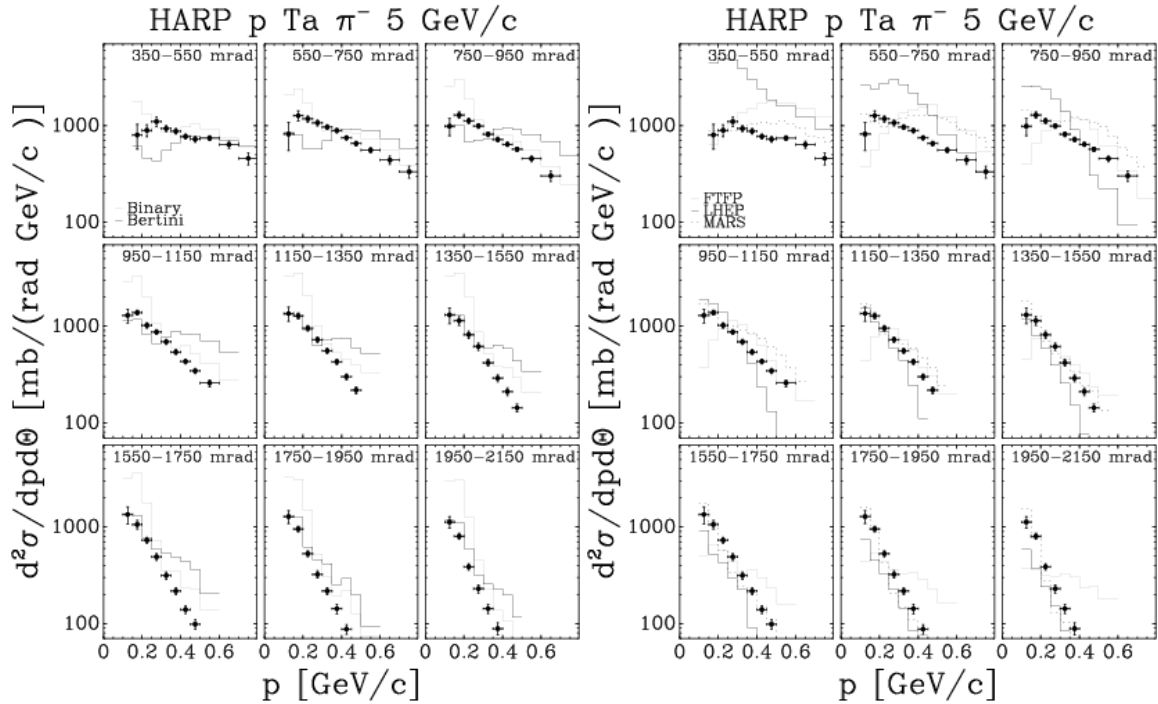 HARP p Ta π⁻ 5 GeV/c
d²σ/dpdΘ [mb/(rad GeV/c )]
350−550 mrad
550−750 mrad
750−950 mrad
1000
100
Binary
Bertini
950−1150 mrad
1150−1350 mrad
1350−1550 mrad
1000
100
1550−1750 mrad
1750−1950 mrad
1950−2150 mrad
1000
100
0 0.2 0.4 0.6 0 0.2 0.4 0.6 0 0.2 0.4 0.6
p [GeV/c]
HARP p Ta π⁻ 5 GeV/c
d²σ/dpdΘ [mb/(rad GeV/c )]
350−550 mrad
550−750 mrad
750−950 mrad
1000
100
FTFP
LHEP
MARS
950−1150 mrad
1150−1350 mrad
1350−1550 mrad
1000
100
1550−1750 mrad
1750−1950 mrad
1950−2150 mrad
1000
100
0 0.2 0.4 0.6 0 0.2 0.4 0.6 0 0.2 0.4 0.6
p [GeV/c]